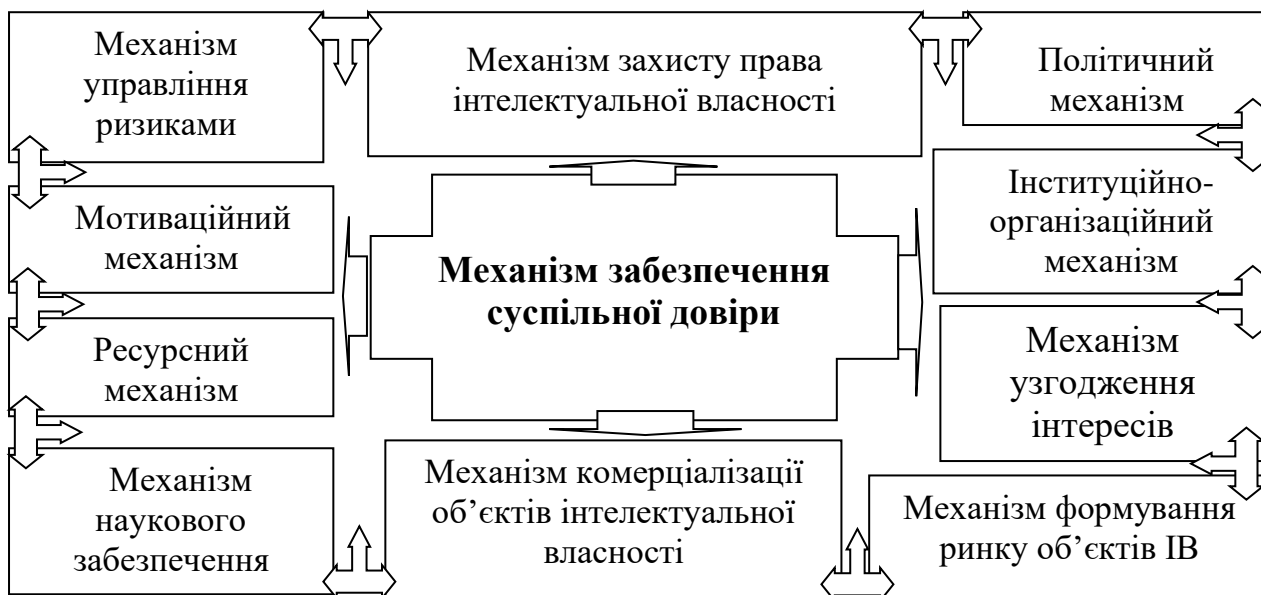 Механізм
управління
ризиками
Механізм захисту права
інтелектуальної власності
Політичний
механізм
Мотиваційний
механізм
Інституційно-
організаційний
механізм
Механізм забезпечення
суспільної довіри
Ресурсний
механізм
Механізм
узгодження
інтересів
Механізм
наукового
забезпечення
Механізм комерціалізації
об’єктів інтелектуальної
власності
Механізм формування
ринку об’єктів ІВ